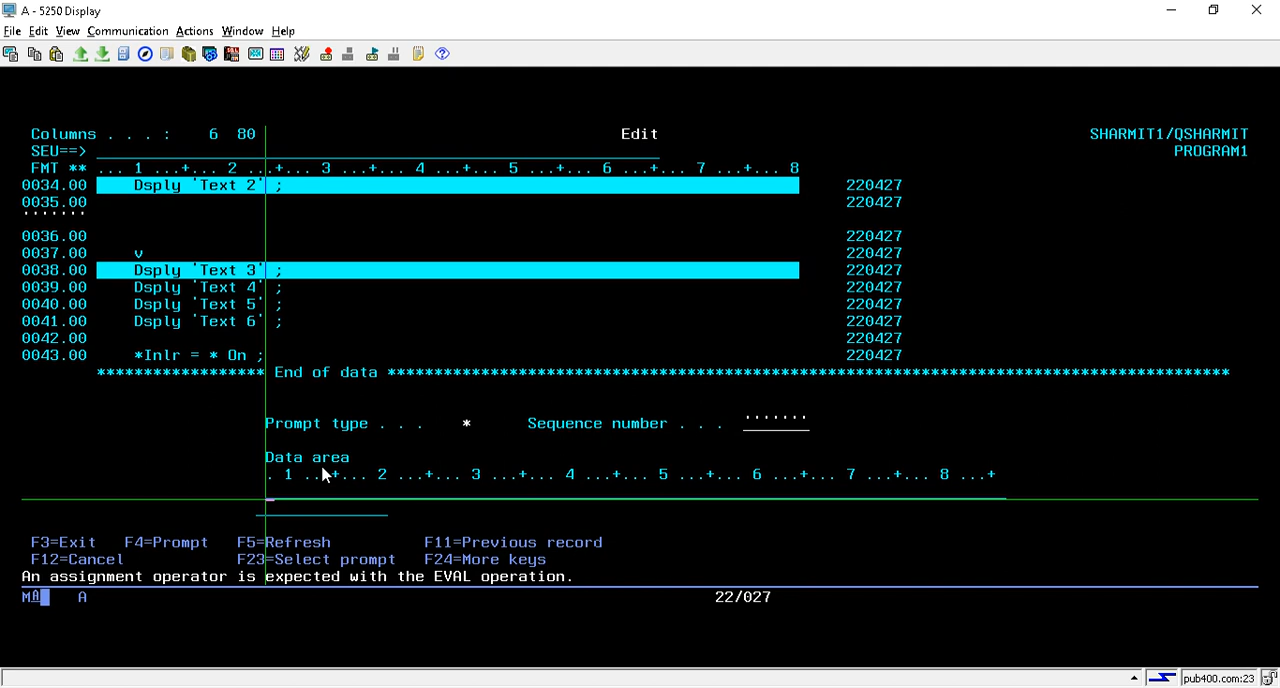 A - 5250 Display
File Edit View Communication Actions Window Help
Columns . . . : 6 80 Edit SHARMIT1/QSHARMIT
SEU==> PROGRAM1
FMT ** ... 1 ...+... 2 ...+... 3 ...+... 4 ...+... 5 ...+... 6 ...+... 7 ...+... 8
0034.00 Dsply 'Text 2' ; 220427
0035.00 220427
'''''''
0036.00 220427
0037.00 v 220427
0038.00 Dsply 'Text 3' ; 220427
0039.00 Dsply 'Text 4' ; 220427
0040.00 Dsply 'Text 5' ; 220427
0041.00 Dsply 'Text 6' ; 220427
0042.00 220427
0043.00 *Inlr = * On ; 220427
****************** End of data ******************************************************************************************
Prompt type . . . * Sequence number . . . '''''''
Data area
. 1 ...+... 2 ...+... 3 ...+... 4 ...+... 5 ...+... 6 ...+... 7 ...+... 8 ...+
F3=Exit F4=Prompt F5=Refresh F11=Previous record
F12=Cancel F23=Select prompt F24=More keys
An assignment operator is expected with the EVAL operation.
MA A 22/027
pub400.com:23